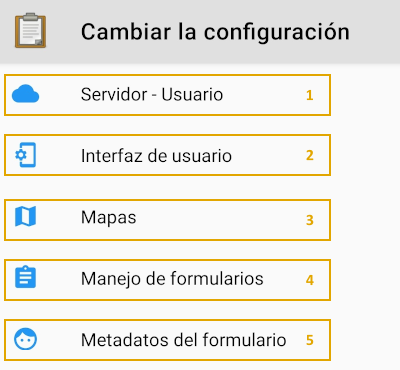 Cambiar la configuración
Servidor - Usuario 1
Interfaz de usuario 2
Mapas 3
Manejo de formularios 4
Metadatos del formulario 5